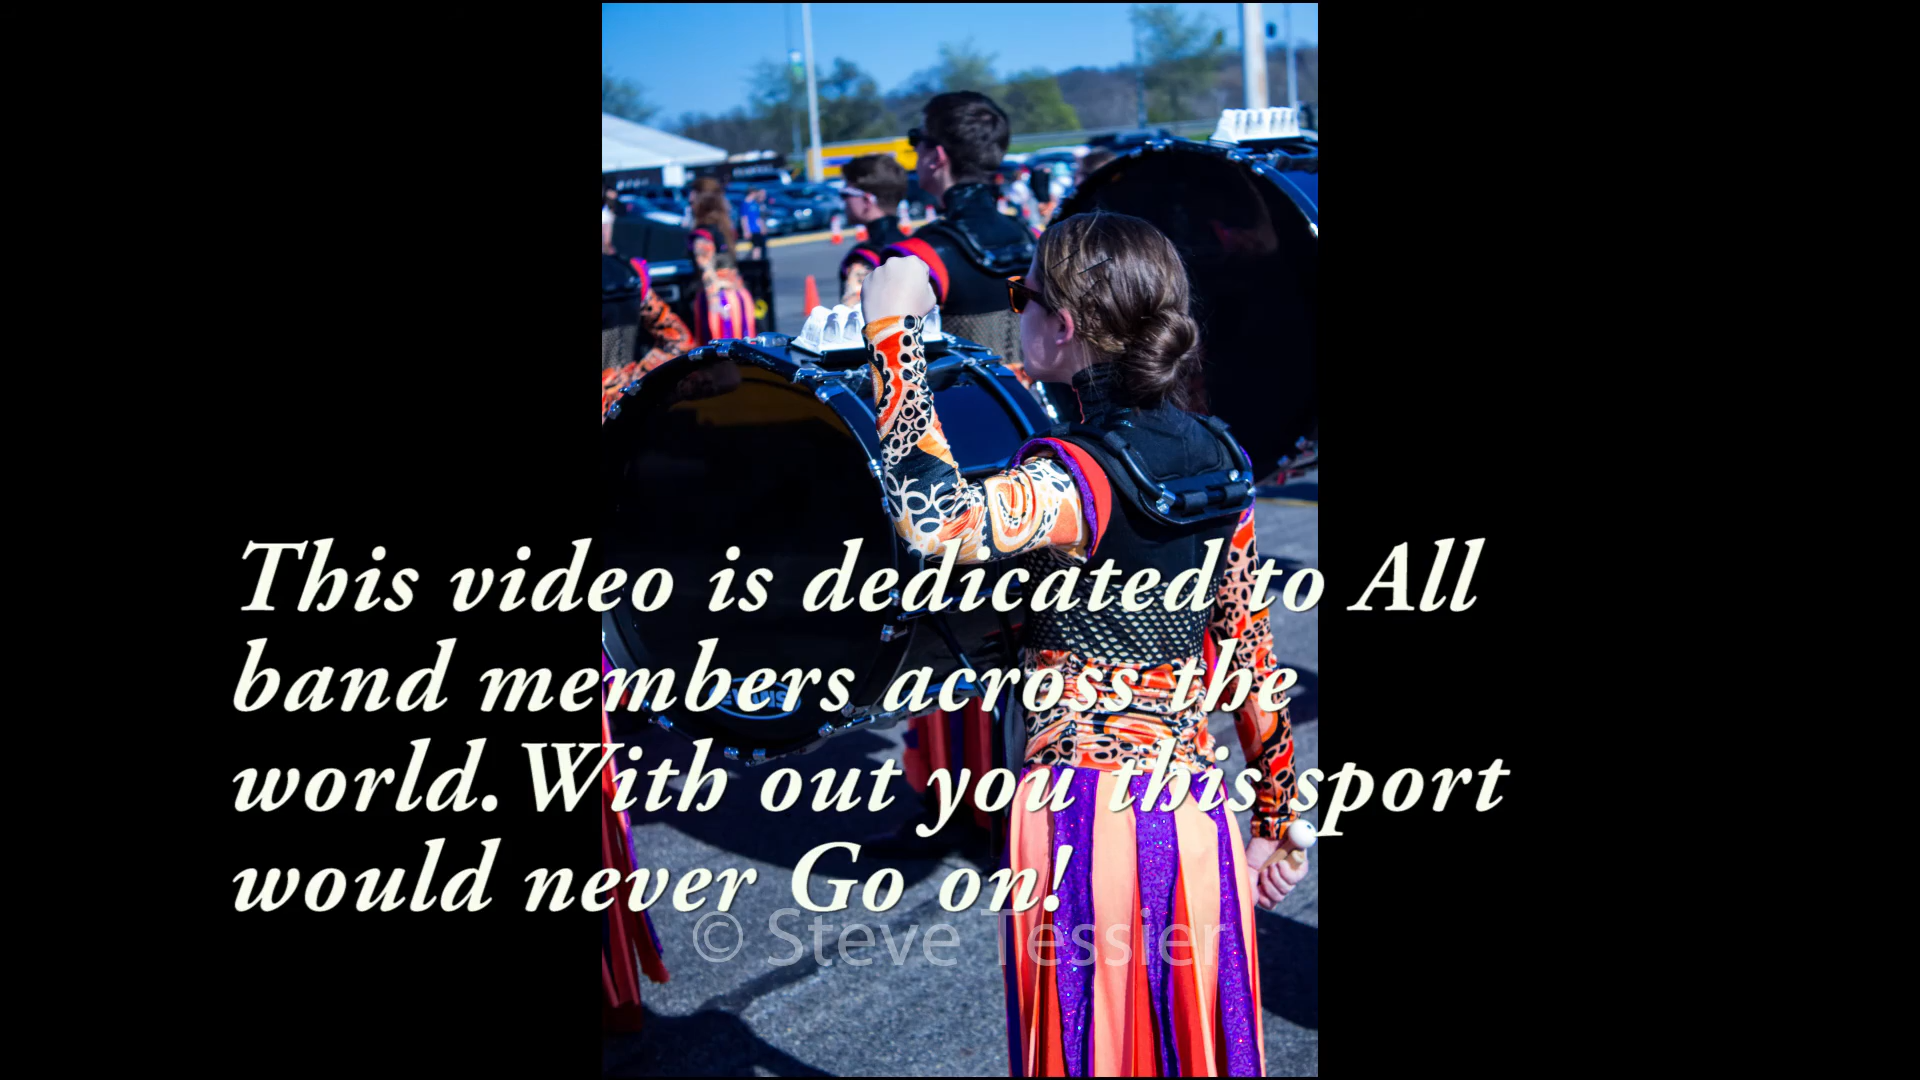 This video is dedicated to All
band members across the
world. With out you this sport
would never Go on!
© Steve Tessier
EVANS